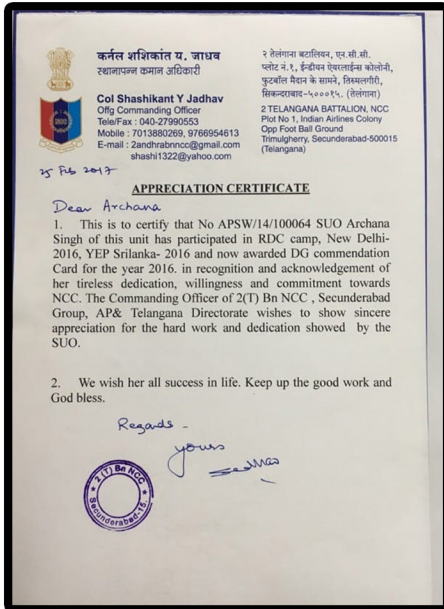 कर्नल शशिकांत य. जाधव
स्थानापन्न कमान अधिकारी
Col Shashikant Y Jadhav
Offg Commanding Officer
Tele/Fax : 040-27990553
Mobile : 7013880269, 9766954613
E-mail : 2andhrabnncc@gmail.com
shashi1322@yahoo.com
२ तेलंगाना बटालियन, एन.सी.सी.
प्लोट नं.१, ईन्डीयन ऐयरलाईन्स कोलोनी,
फुटबॉल मैदान के सामने, तिरुमलगीरी,
सिकन्दराबाद-५०००१५. (तेलंगाना)
2 TELANGANA BATTALION, NCC
Plot No 1, Indian Airlines Colony
Opp Foot Ball Ground
Trimulgherry, Secunderabad-500015
(Telangana)
25 Feb 2017
APPRECIATION CERTIFICATE
Dear Archana
1. This is to certify that No APSW/14/100064 SUO Archana
Singh of this unit has participated in RDC camp, New Delhi-
2016, YEP Srilanka- 2016 and now awarded DG commendation
Card for the year 2016. in recognition and acknowledgement of
her tireless dedication, willingness and commitment towards
NCC. The Commanding Officer of 2(T) Bn NCC , Secunderabad
Group, AP& Telangana Directorate wishes to show sincere
appreciation for the hard work and dedication showed by the
SUO.
2. We wish her all success in life. Keep up the good work and
God bless.
Regards -
yours
2 (T) Bn NCC
Secunderabad-15.